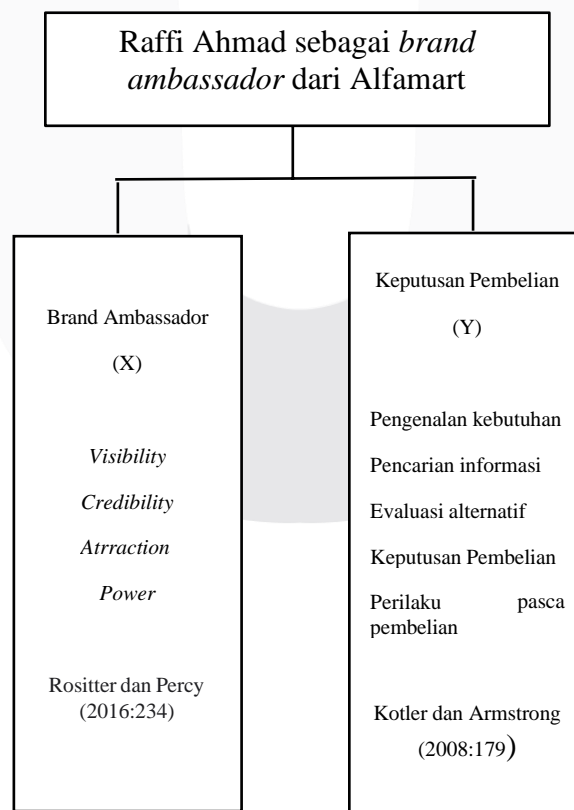 Raffi Ahmad sebagai brand
ambassador dari Alfamart
Brand Ambassador
(X)
Visibility
Credibility
Atrraction
Power
Rositter dan Percy
(2016:234)
Keputusan Pembelian
(Y)
Pengenalan kebutuhan
Pencarian informasi
Evaluasi alternatif
Keputusan Pembelian
Perilaku pasca
pembelian
Kotler dan Armstrong
(2008:179)